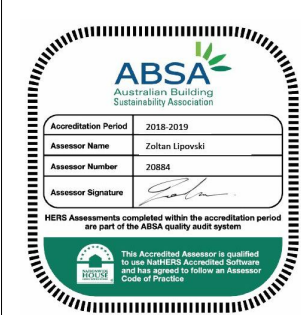 ABSA
Australian Building
Sustainability Association
Accreditation Period 2018-2019
Assessor Name Zoltan Lipovski
Assessor Number 20884
Assessor Signature
HERS Assessments completed within the accreditation period
are part of the ABSA quality audit system
This Accredited Assessor is qualified
to use NatHERS Accredited Software
and has agreed to follow an Assessor
Code of Practice
HOUSE